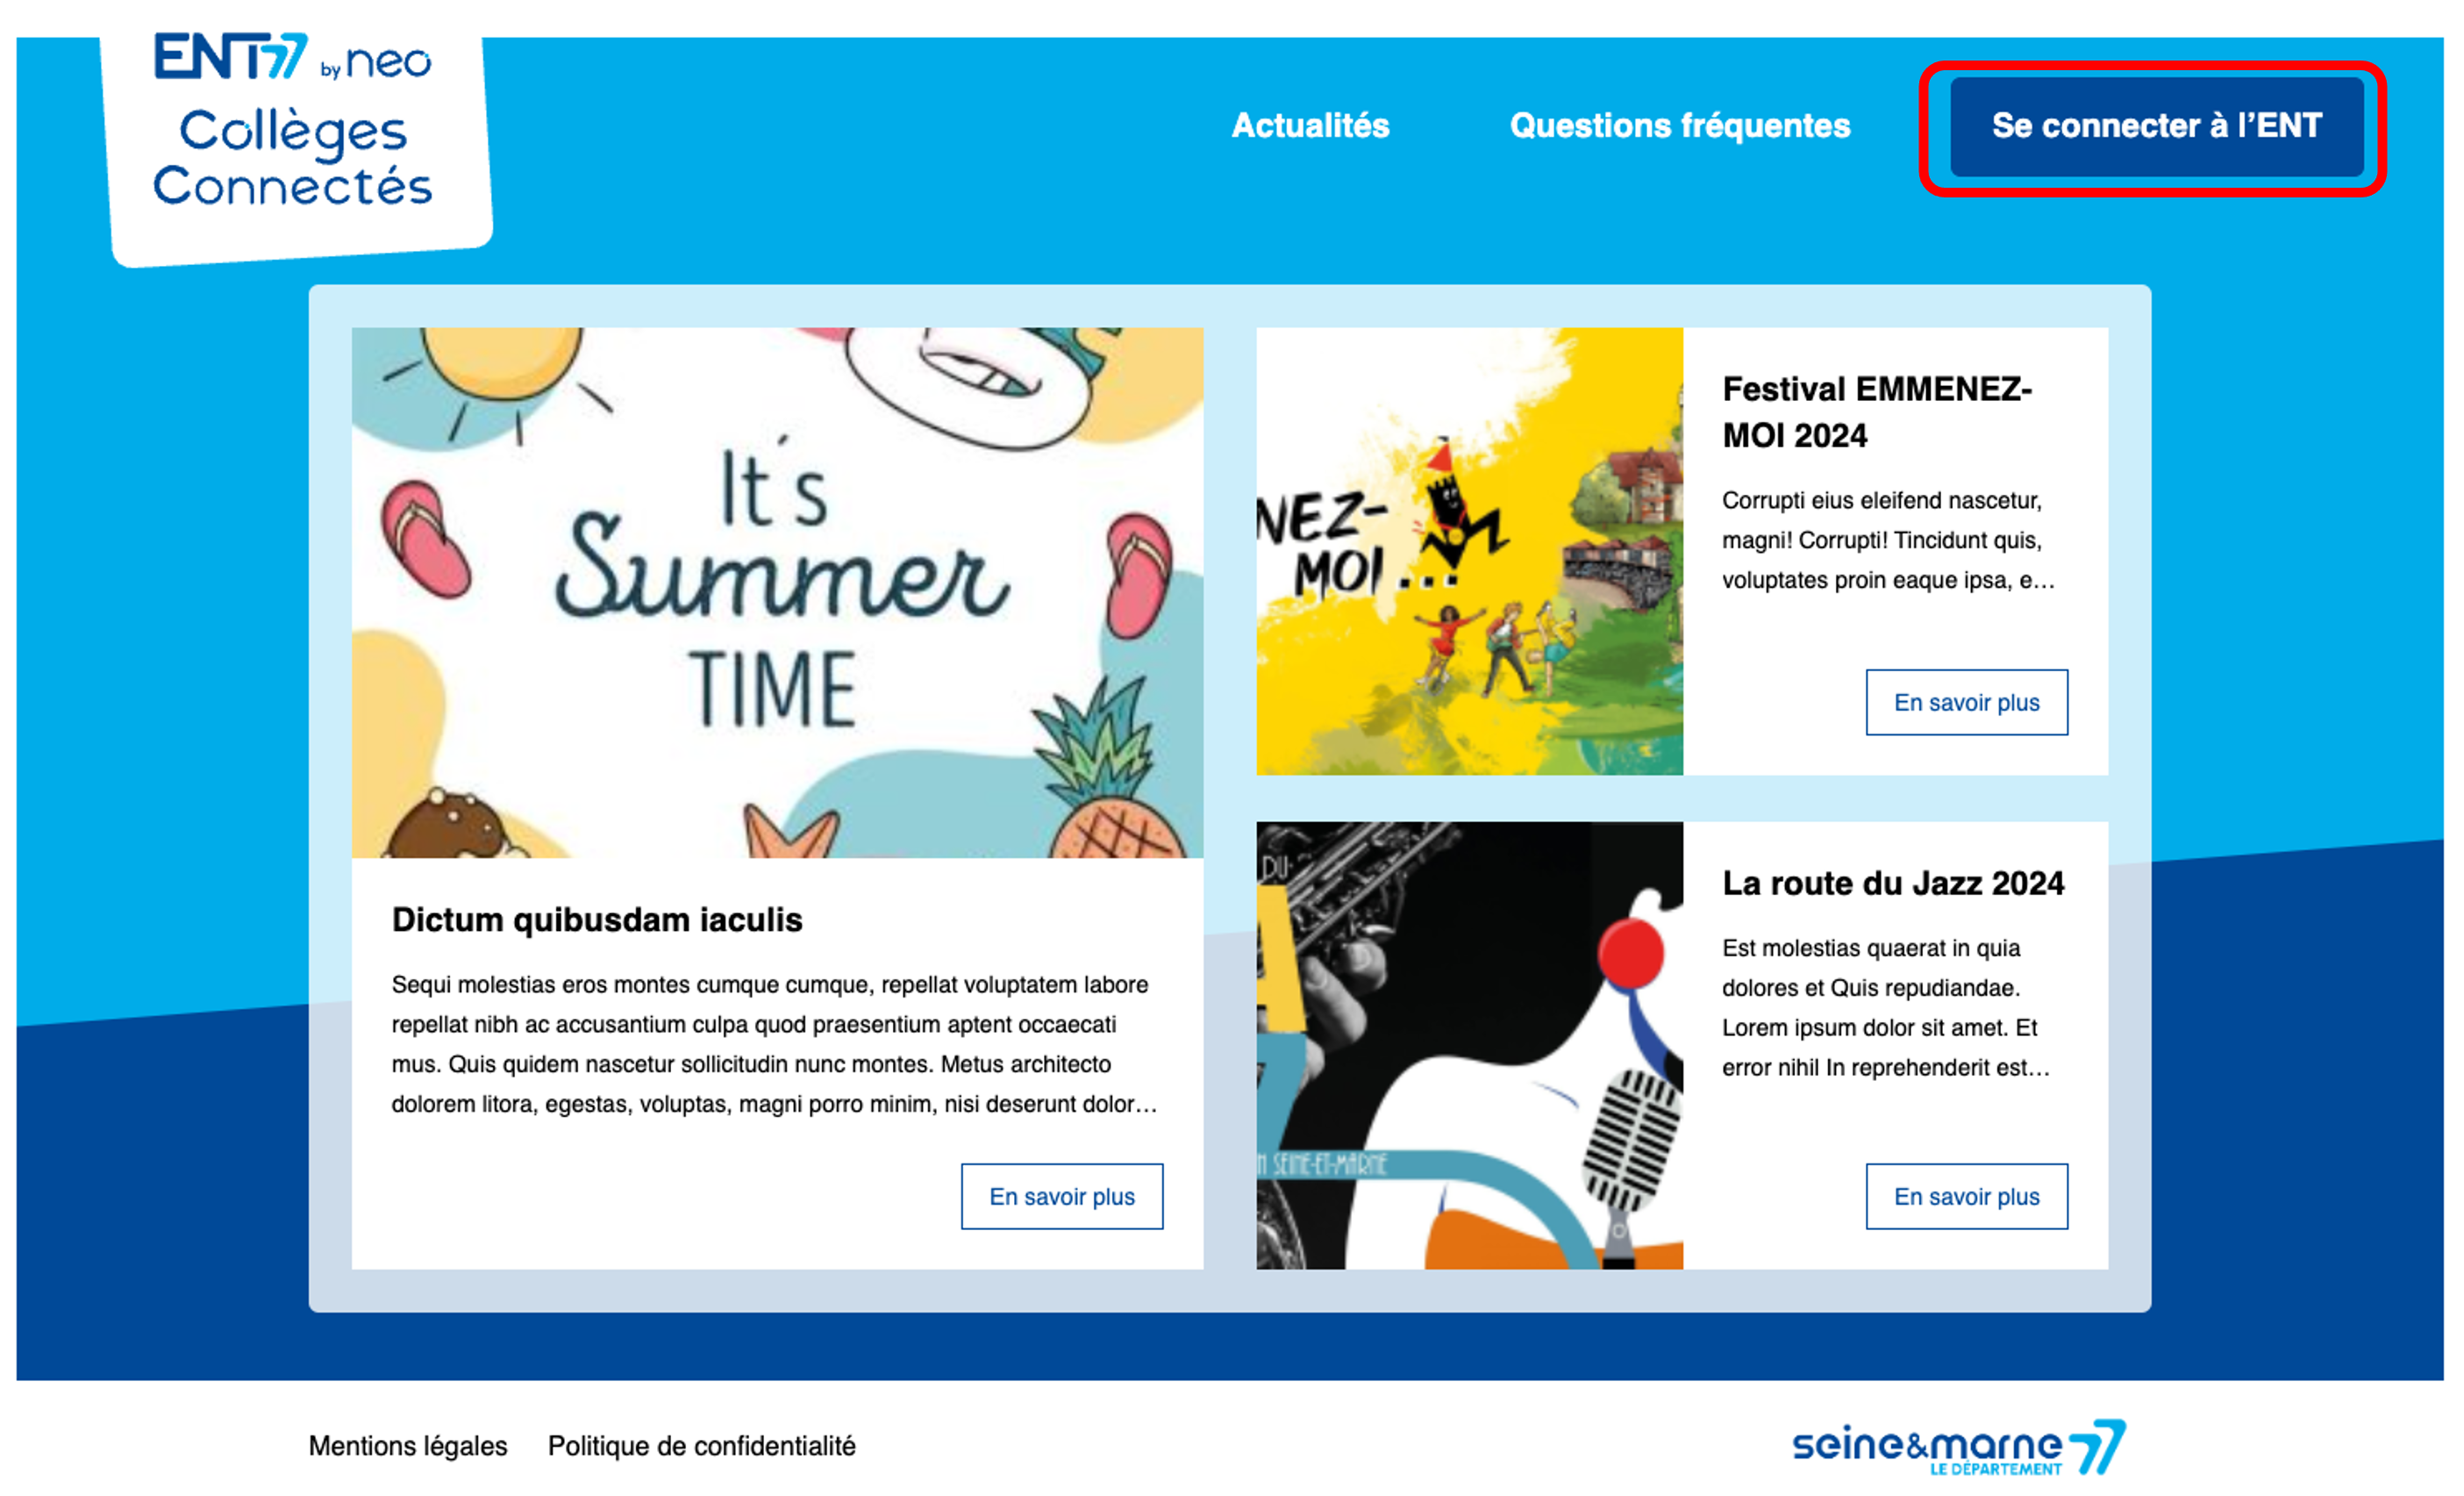 ENT77 by neo
Collèges
Connectés
Actualités
Questions fréquentes
Se connecter à l’ENT
It's
Summer
TIME
Dictum quibusdam iaculis
Sequi molestias eros montes cumque cumque, repellat voluptatem labore
repellat nibh ac accusantium culpa quod praesentium aptent occaecati
mus. Quis quidem nascetur sollicitudin nunc montes. Metus architecto
dolorem litora, egestas, voluptas, magni porro minim, nisi deserunt dolor…
En savoir plus
NEZ-
MOI...
Festival EMMENEZ-
MOI 2024
Corrupti eius eleifend nascetur,
magni! Corrupti! Tincidunt quis,
voluptates proin eaque ipsa, e…
En savoir plus
DU
N SEINE-ET-MARNE
La route du Jazz 2024
Est molestias quaerat in quia
dolores et Quis repudiandae.
Lorem ipsum dolor sit amet. Et
error nihil In reprehenderit est…
En savoir plus
Mentions légales
Politique de confidentialité
seine&marne 77
LE DÉPARTEMENT